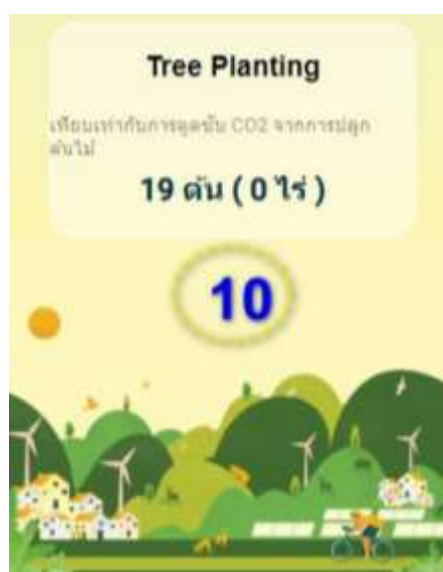 Tree Planting
เทียบเท่ากับการดูดซับ CO2 จากการปลูก
ต้นไม้
19 ต้น ( 0 ไร่ )
10